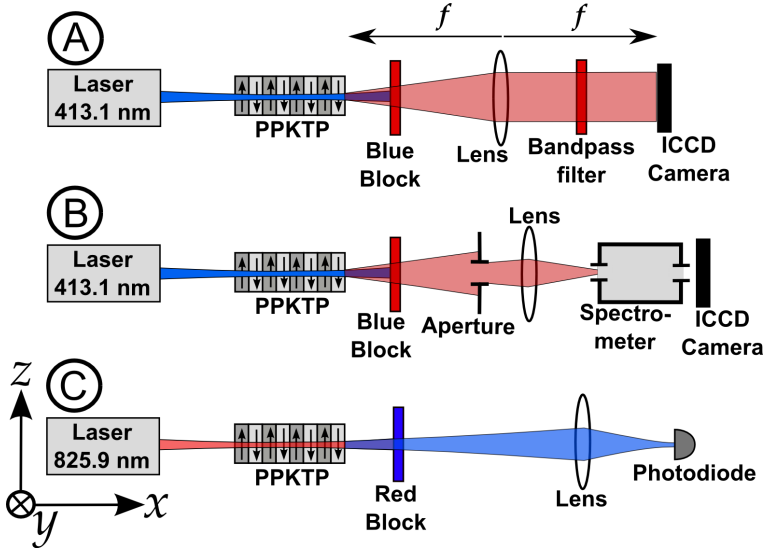 A
f
f
Laser
413.1 nm
PPKTP
Blue
Block
Lens
Bandpass
filter
ICCD
Camera
B
Laser
413.1 nm
PPKTP
Blue
Block
Aperture
Lens
Spectro-
meter
ICCD
Camera
C
Laser
825.9 nm
PPKTP
Red
Block
Lens
Photodiode
z
y
x